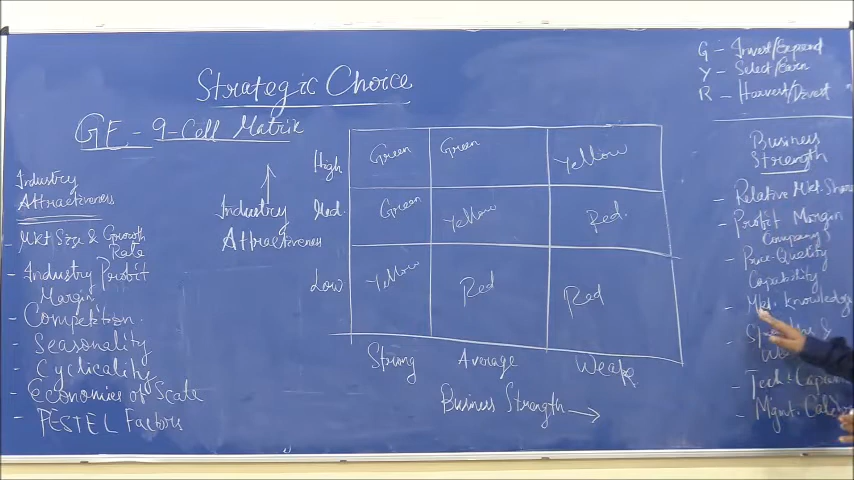 Strategic Choice
GE - 9-Cell Matrix
Industry
Attractiveness
- Mkt Size & Growth
Rate
- Industry Profit
Margin
- Competition.
- Seasonality
- Cyclicality
- Economies of Scale
- PESTEL Factors
Industry
Attractiveness
High
Med.
Low
Green Green Yellow
Green Yellow Red.
Yellow Red Red
Strong Average Weak
Business Strength
G - Invest/Expand
Y - Select/Earn
R - Harvest/Divest
Business
Strength
- Relative Mkt. Share
- Profit Margin
Company's
- Price-Quality
Capability
- Mkt. Knowledge
-
- Tech.
- Mgmt.